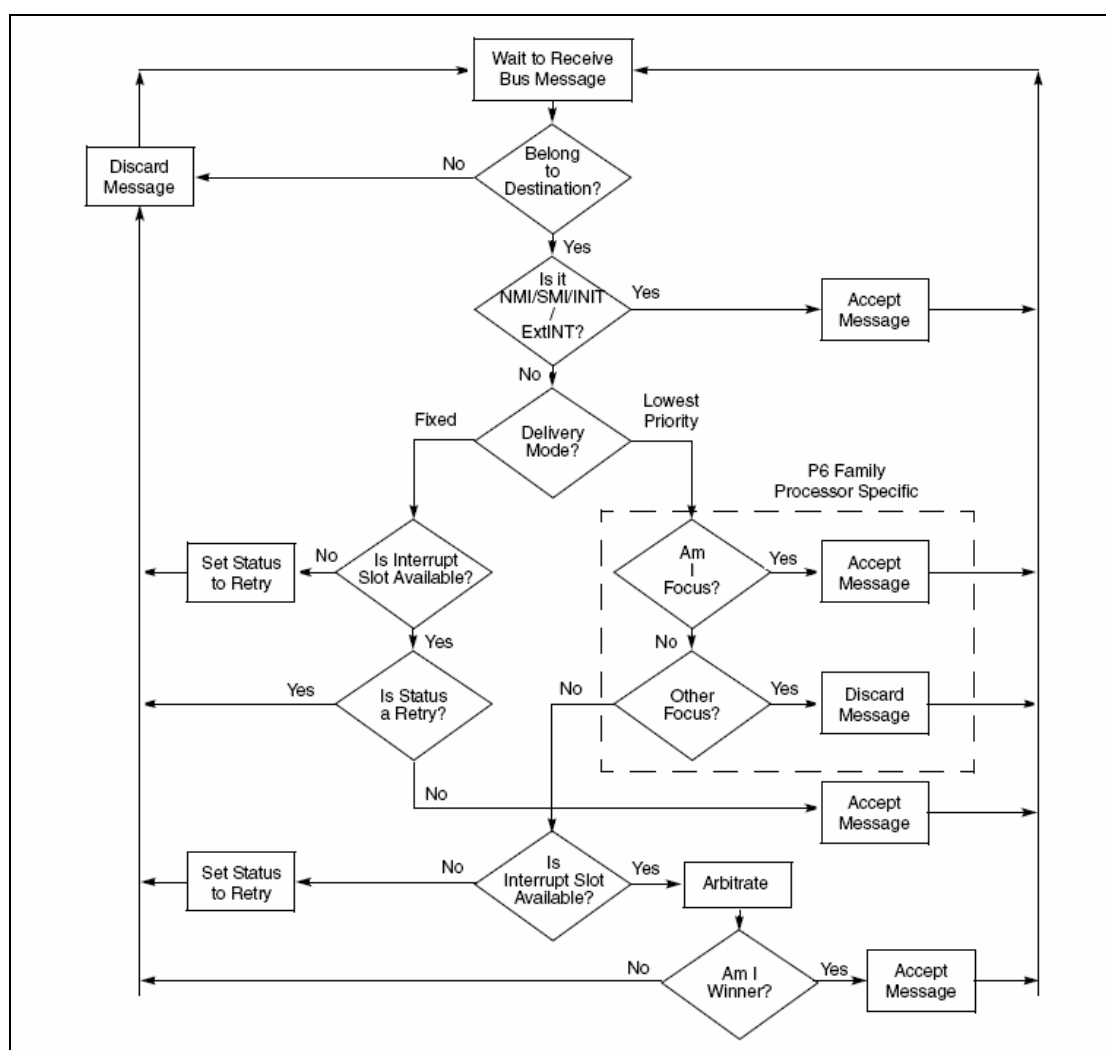 Wait to Receive
Bus Message
Belong
to
Destination?
No
Discard
Message
Yes
Is it
NMI/SMI/INIT
/
ExtINT?
Yes
Accept
Message
No
Delivery
Mode?
Fixed
Lowest
Priority
P6 Family
Processor Specific
Set Status
to Retry
No
Is Interrupt
Slot Available?
Am
I
Focus?
Yes
Accept
Message
Yes
No
Yes
Is Status
a Retry?
No
Other
Focus?
Yes
Discard
Message
No
Accept
Message
Set Status
to Retry
No
Is
Interrupt Slot
Available?
Yes
Arbitrate
No
Am I
Winner?
Yes
Accept
Message